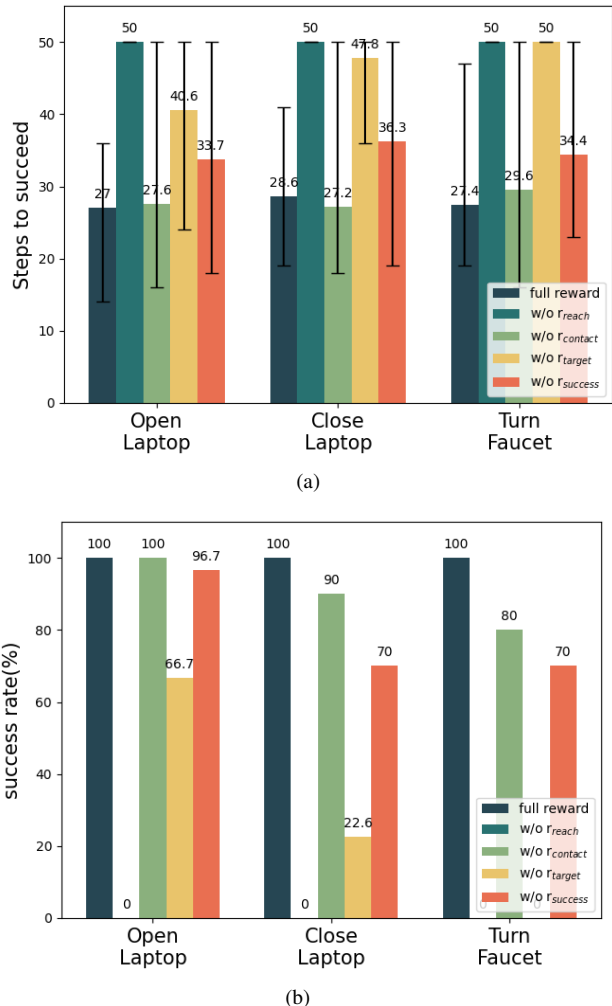 50
50
50
50
50
47.8
40.6
40
36.3
34.4
33.7
30
28.6
29.6
27
27.6
27.2
27.4
20
10
0
Steps to succeed
full reward
w/o r_reach
w/o r_contact
w/o r_target
w/o r_success
Open Close Turn
Laptop Laptop Faucet
(a)
100 100 100 100
96.7
100
90
80
80
70
70
66.7
60
40
22.6
20
0
0
0
0
0
success rate(%)
full reward
w/o r_reach
w/o r_contact
w/o r_target
w/o r_success
Open Close Turn
Laptop Laptop Faucet
(b)